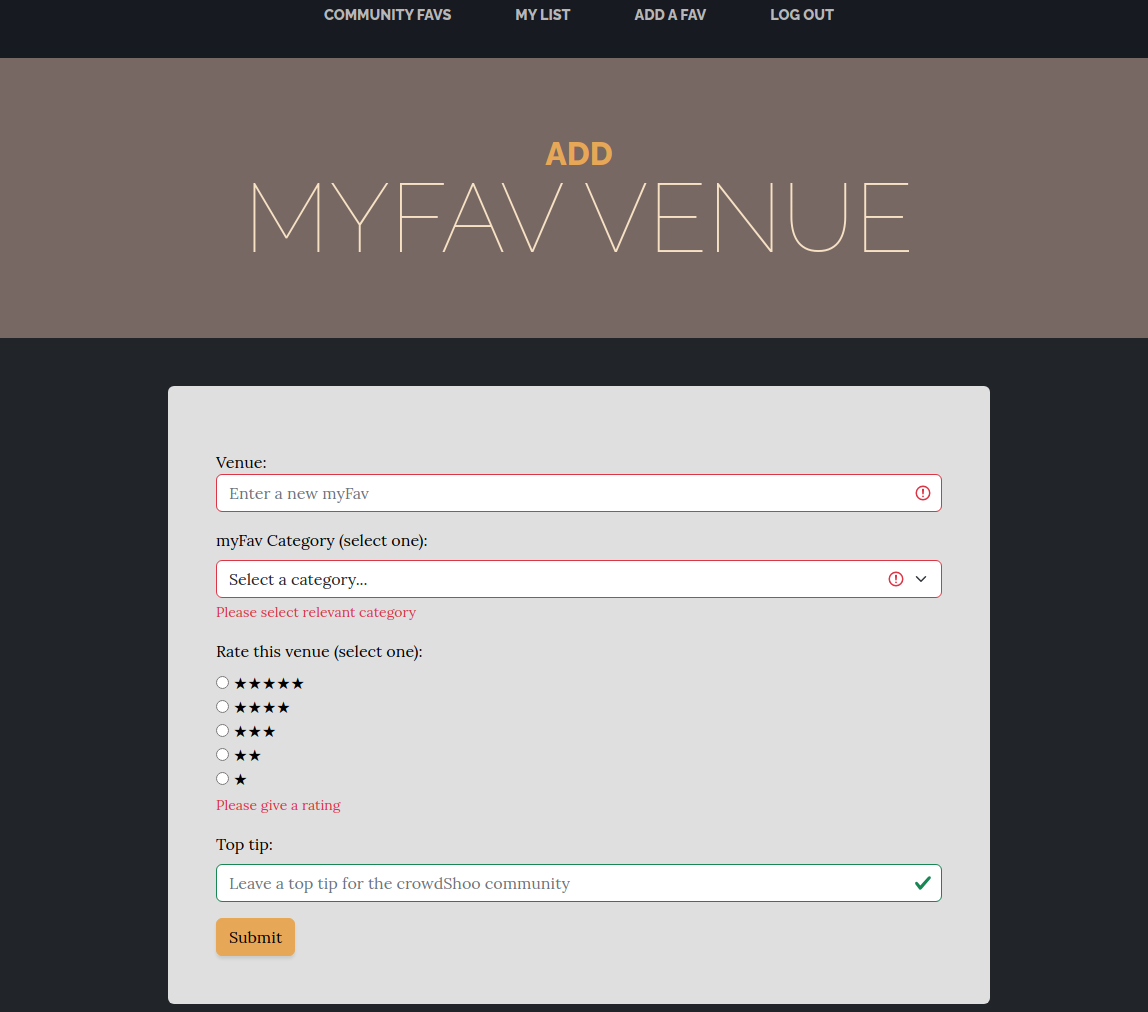 COMMUNITY FAVS MY LIST ADD A FAV LOG OUT
ADD
MYFAV VENUE
Venue:
Enter a new myFav
myFav Category (select one):
Select a category...
Please select relevant category
Rate this venue (select one):
★★★★★
★★★★
★★★
★★
★
Please give a rating
Top tip:
Leave a top tip for the crowdShoo community
Submit